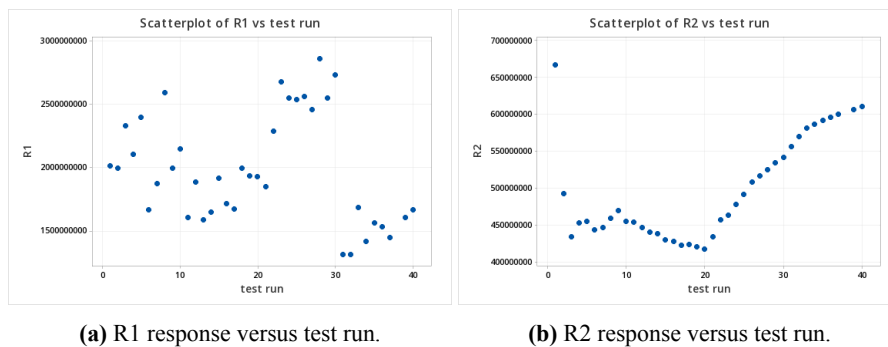 Scatterplot of R1 vs test run
3000000000
2500000000
2000000000
1500000000
R1
0 10 20 30 40
test run
(a) R1 response versus test run.
Scatterplot of R2 vs test run
700000000
650000000
600000000
550000000
500000000
450000000
400000000
R2
0 10 20 30 40
test run
(b) R2 response versus test run.